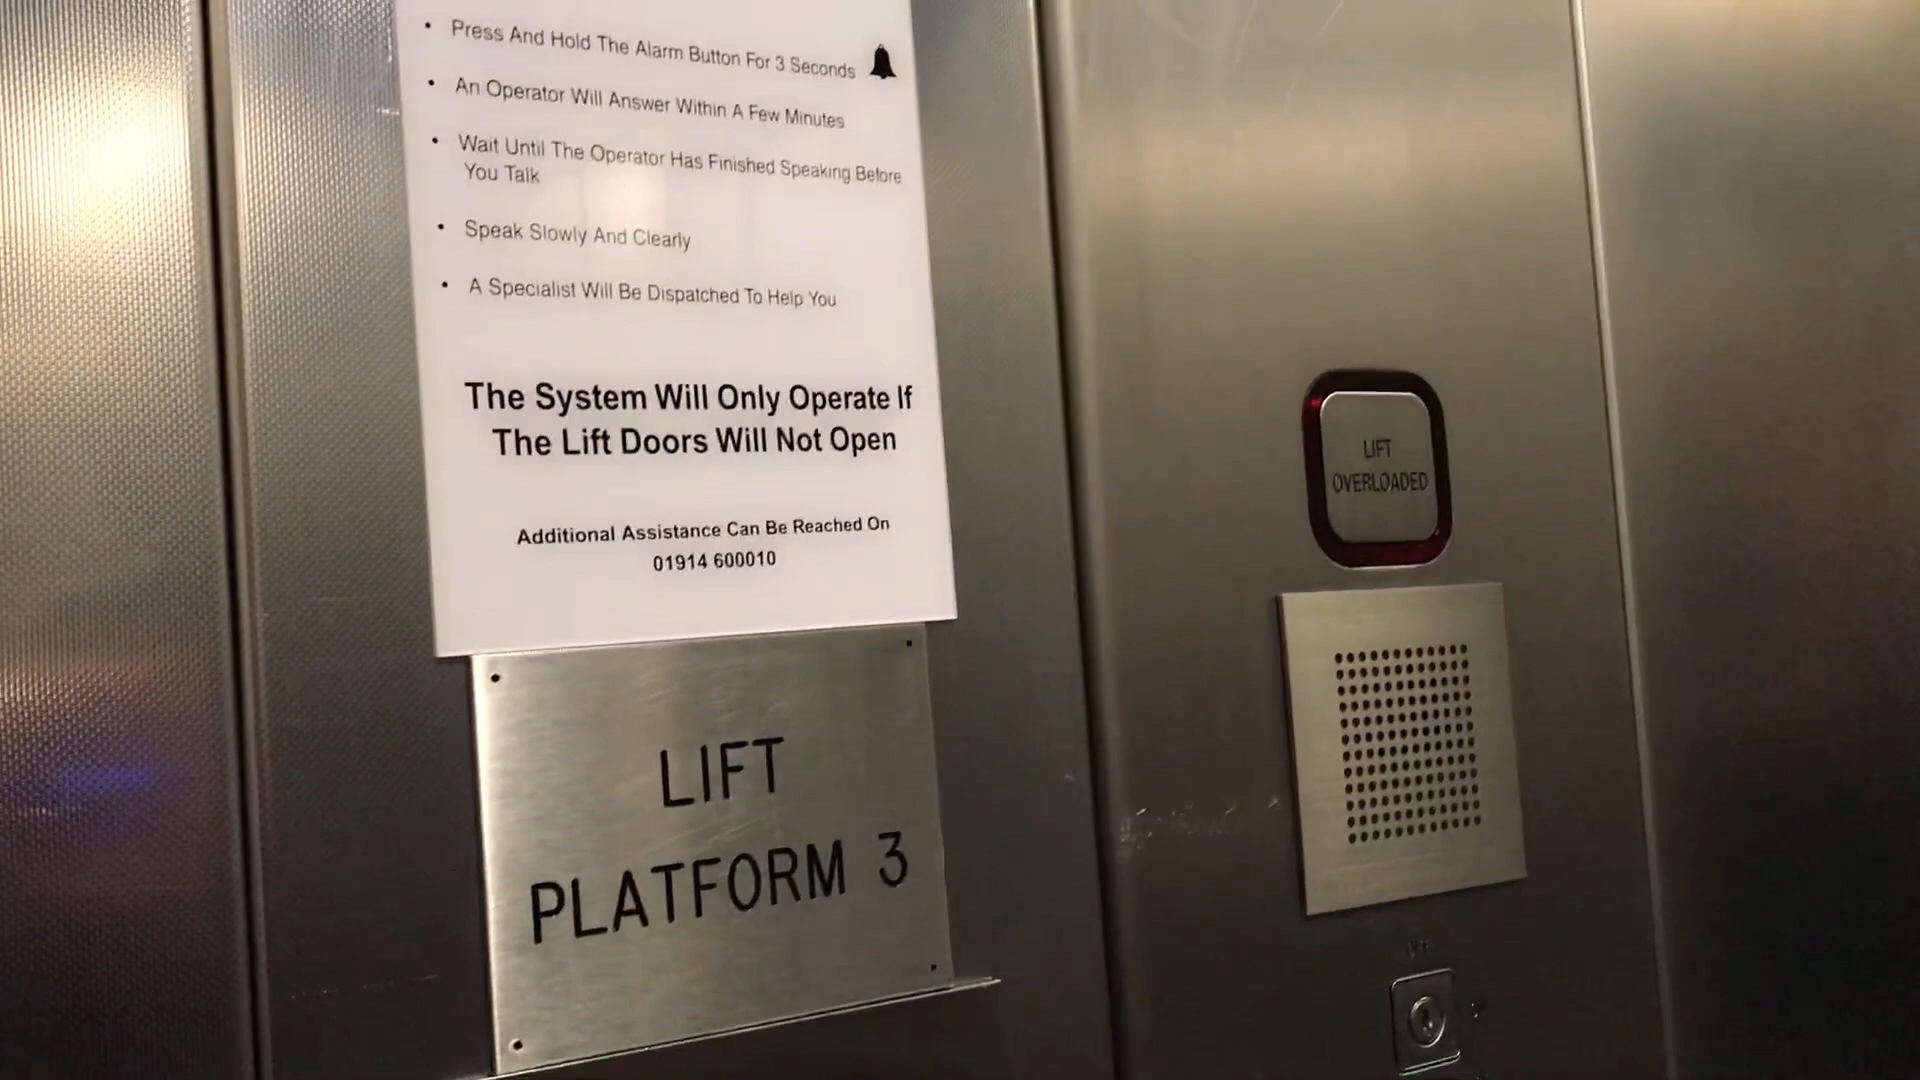 • Press And Hold The Alarm Button For 3 Seconds
• An Operator Will Answer Within A Few Minutes
• Wait Until The Operator Has Finished Speaking Before
You Talk
• Speak Slowly And Clearly
• A Specialist Will Be Dispatched To Help You
The System Will Only Operate If
The Lift Doors Will Not Open
Additional Assistance Can Be Reached On
01914 600010
LIFT
PLATFORM 3
LIFT
OVERLOADED